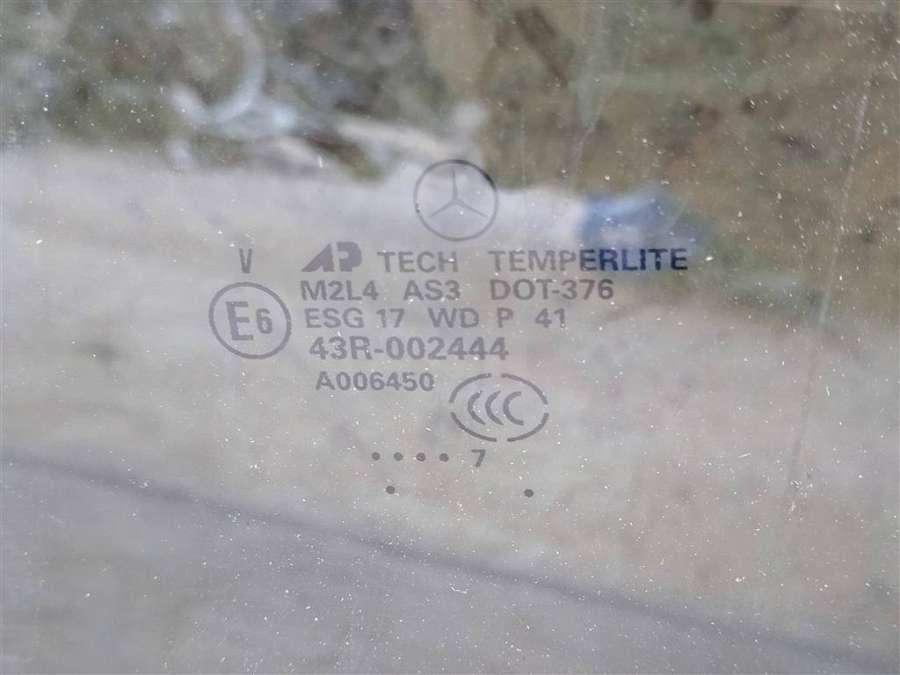 V AP TECH TEMPERLITE
E6 M2L4 AS3 DOT-376
ESG 17 WD P 41
43R-002444
A006450
CCC
.... 7
. .